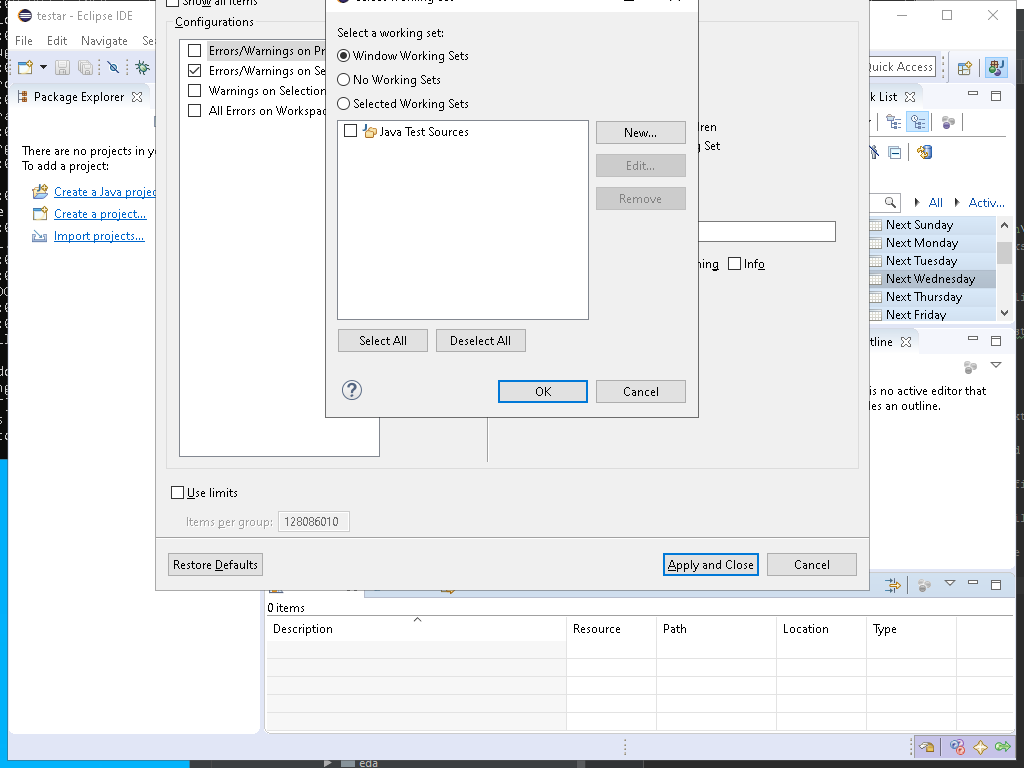 testar - Eclipse IDE
File Edit Navigate Se
Package Explorer
There are no projects in yo
To add a project:
Create a Java projec
Create a project...
Import projects...
Show all items
Configurations
Errors/Warnings on Pr
Errors/Warnings on Se
Warnings on Selection
All Errors on Workspac
Use limits
Items per group: 128086010
Restore Defaults
Apply and Close
Cancel
Select a working set:
Window Working Sets
No Working Sets
Selected Working Sets
Java Test Sources
New...
Edit...
Remove
Select All
Deselect All
OK
Cancel
Info
Quick Access
k List
All
Activ...
Next Sunday
Next Monday
Next Tuesday
Next Wednesday
Next Thursday
Next Friday
tline
is no active editor that
es an outline.
0 items
Description Resource Path Location Type
eda